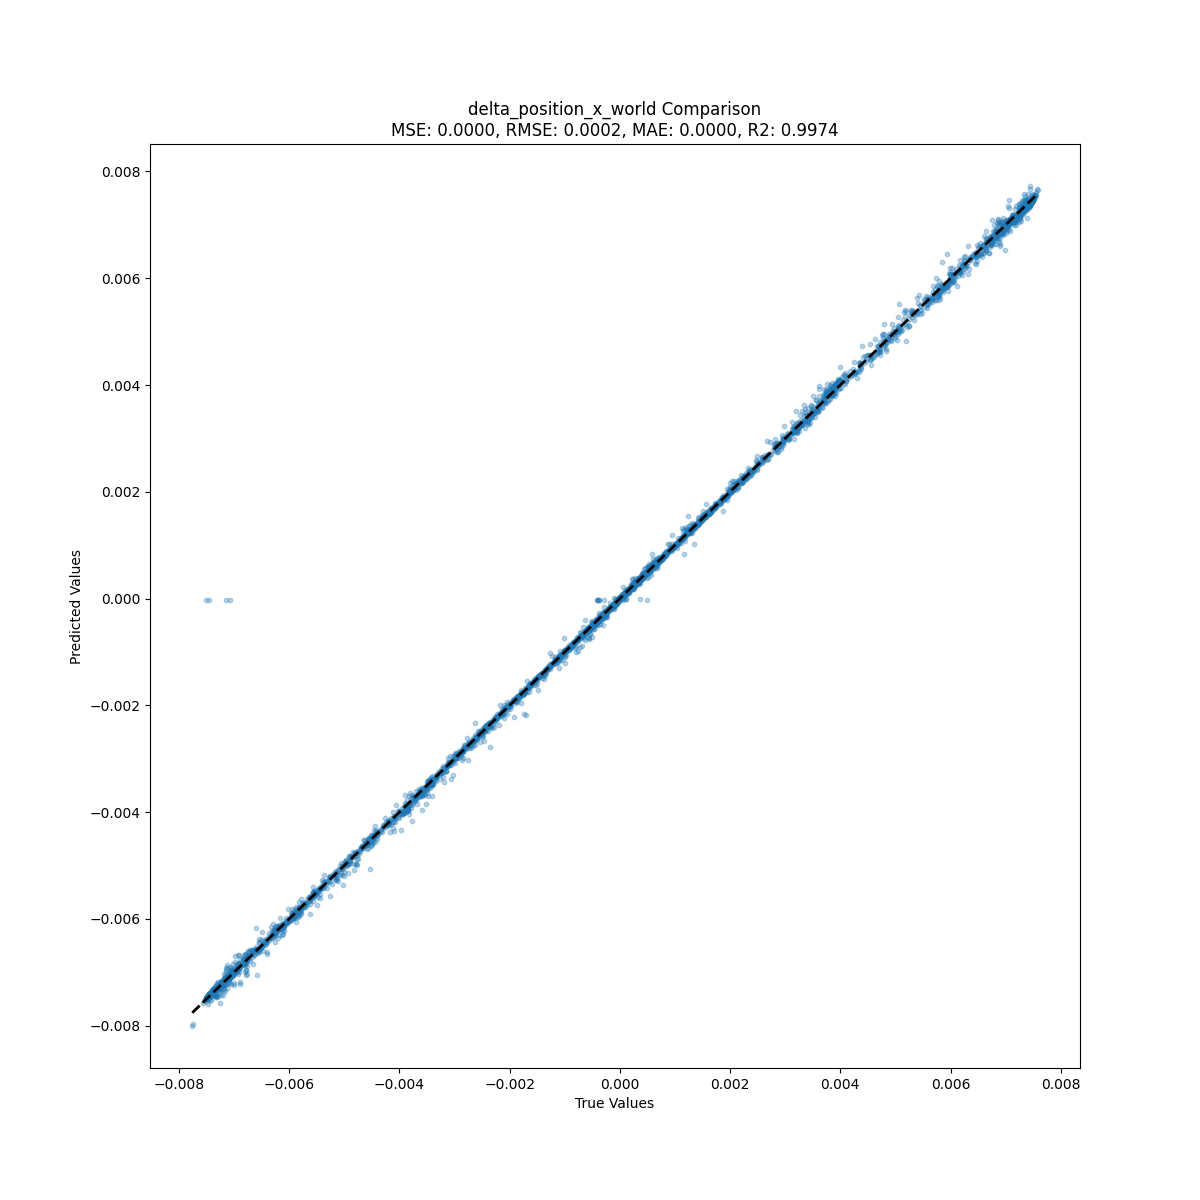 delta_position_x_world Comparison
MSE: 0.0000, RMSE: 0.0002, MAE: 0.0000, R2: 0.9974
0.008
0.006
0.004
0.002
0.000
−0.002
−0.004
−0.006
−0.008
Predicted Values
−0.008 −0.006 −0.004 −0.002 0.000 0.002 0.004 0.006 0.008
True Values